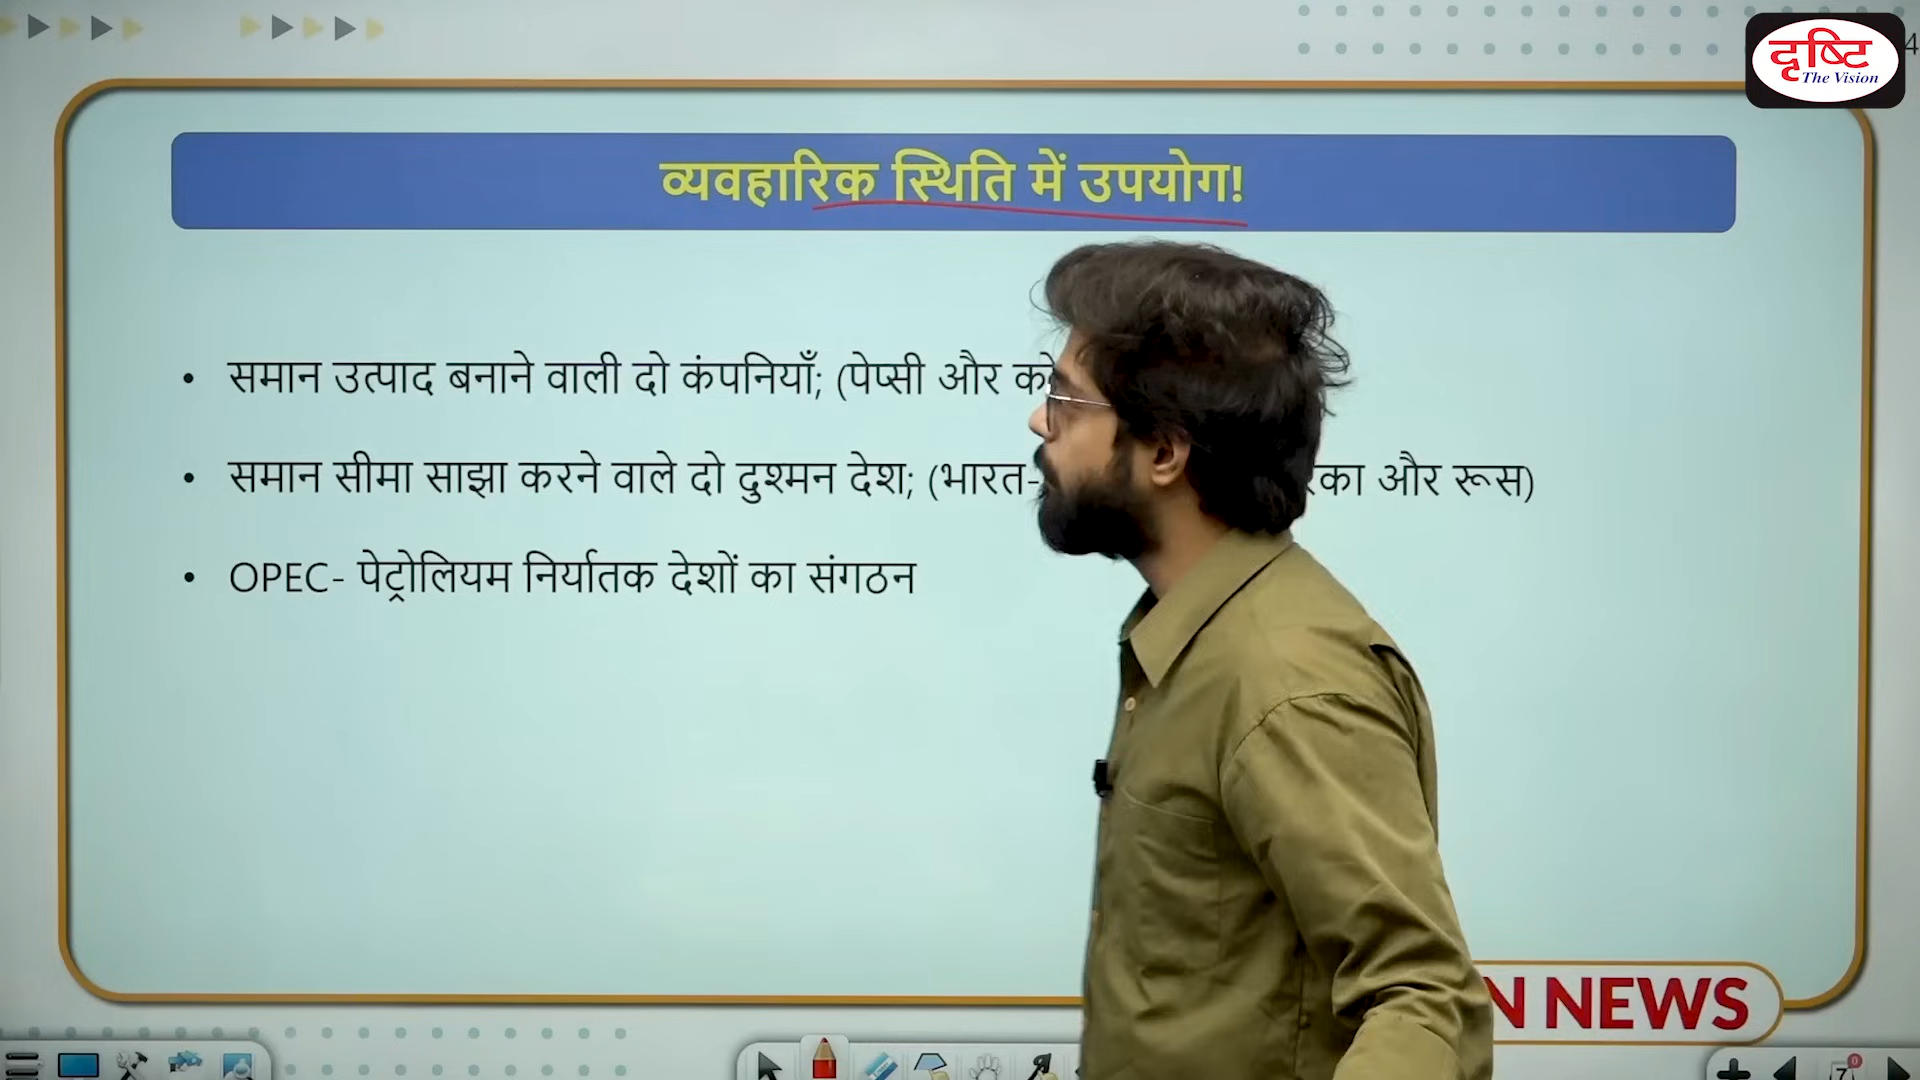 दृष्टि
The Vision
4
व्यवहारिक स्थिति में उपयोग!
• समान उत्पाद बनाने वाली दो कंपनियाँ; (पेप्सी और
• समान सीमा साझा करने वाले दो दुश्मन देश; (भारत- और रूस)
• OPEC- पेट्रोलियम निर्यातक देशों का संगठन
N NEWS